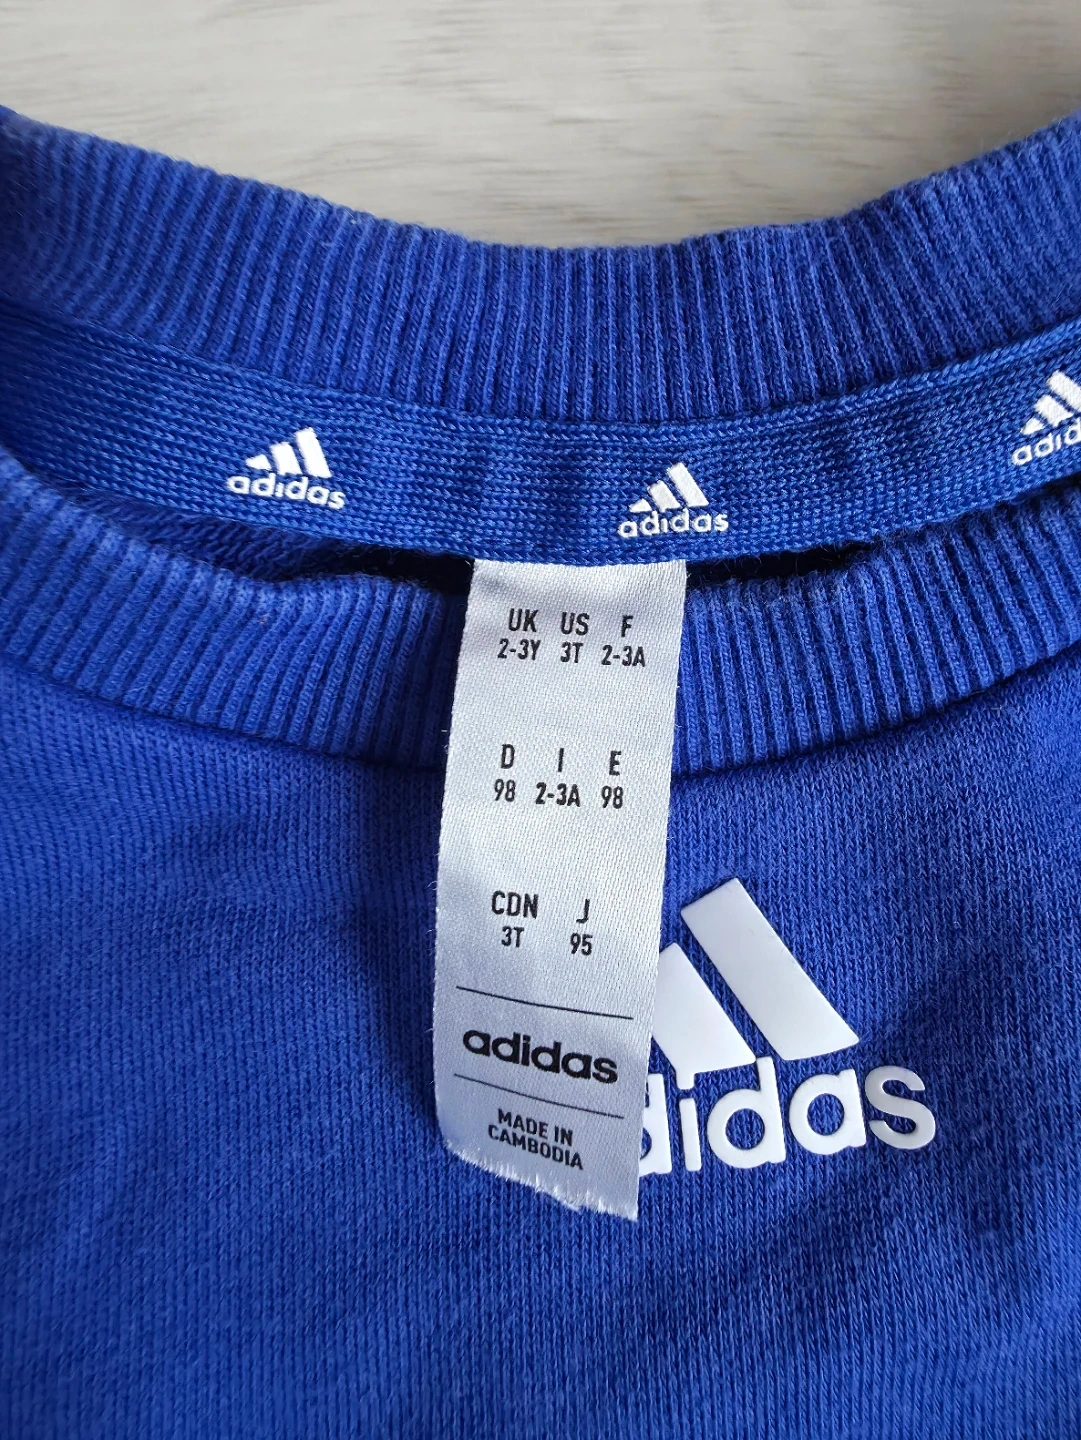 adidas
adidas
adidas
UK US F
2-3Y 3T 2-3A
D I E
98 2-3A 98
CDN J
3T 95
adidas
MADE IN
CAMBODIA
adidas